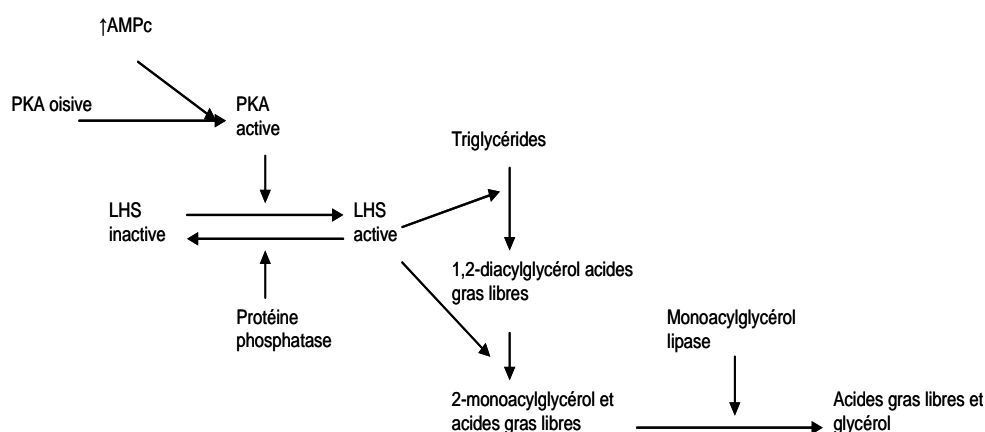 ↑AMPc
PKA oisive
PKA
active
Triglycérides
LHS
inactive
LHS
active
1,2-diacylglycérol acides
gras libres
Protéine
phosphatase
Monoacylglycérol
lipase
2-monoacylglycérol et
acides gras libres
Acides gras libres et
glycérol